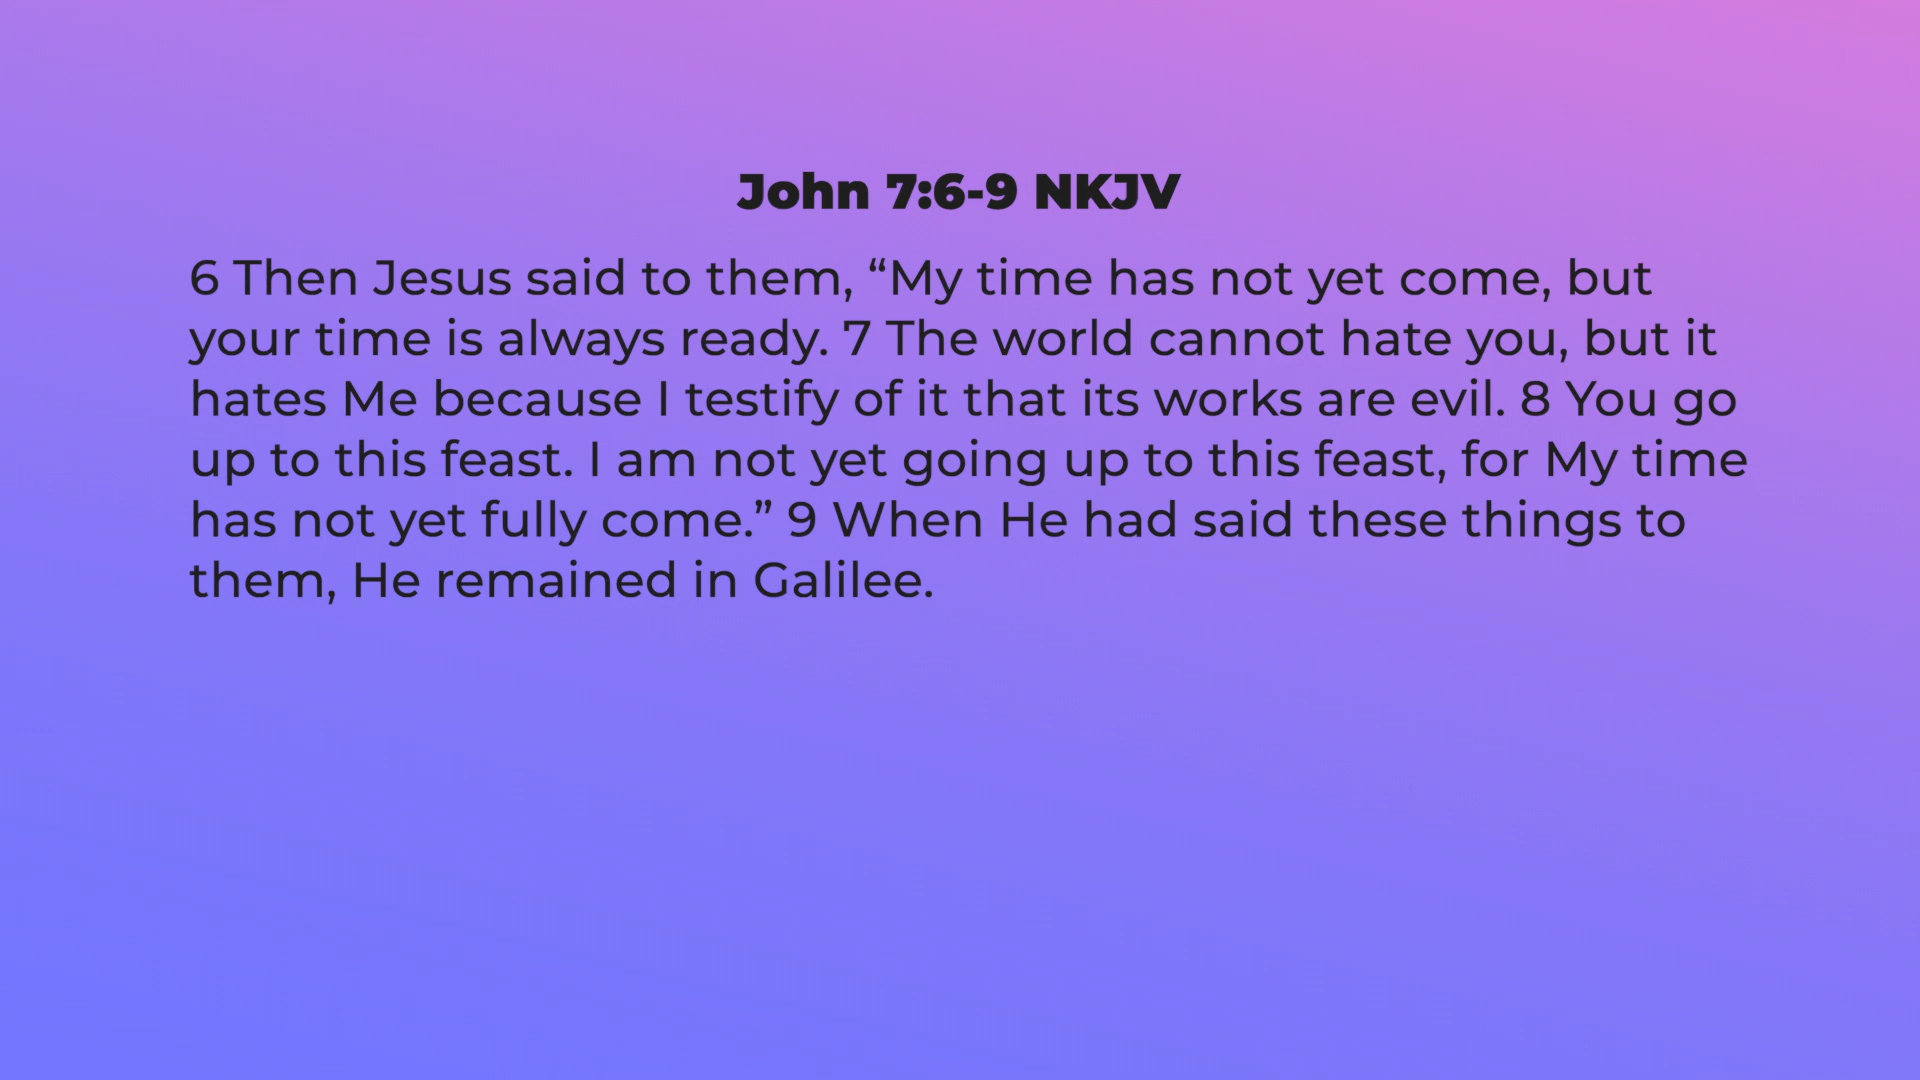 John 7:6-9 NKJV
6 Then Jesus said to them, “My time has not yet come, but
your time is always ready. 7 The world cannot hate you, but it
hates Me because I testify of it that its works are evil. 8 You go
up to this feast. I am not yet going up to this feast, for My time
has not yet fully come.” 9 When He had said these things to
them, He remained in Galilee.